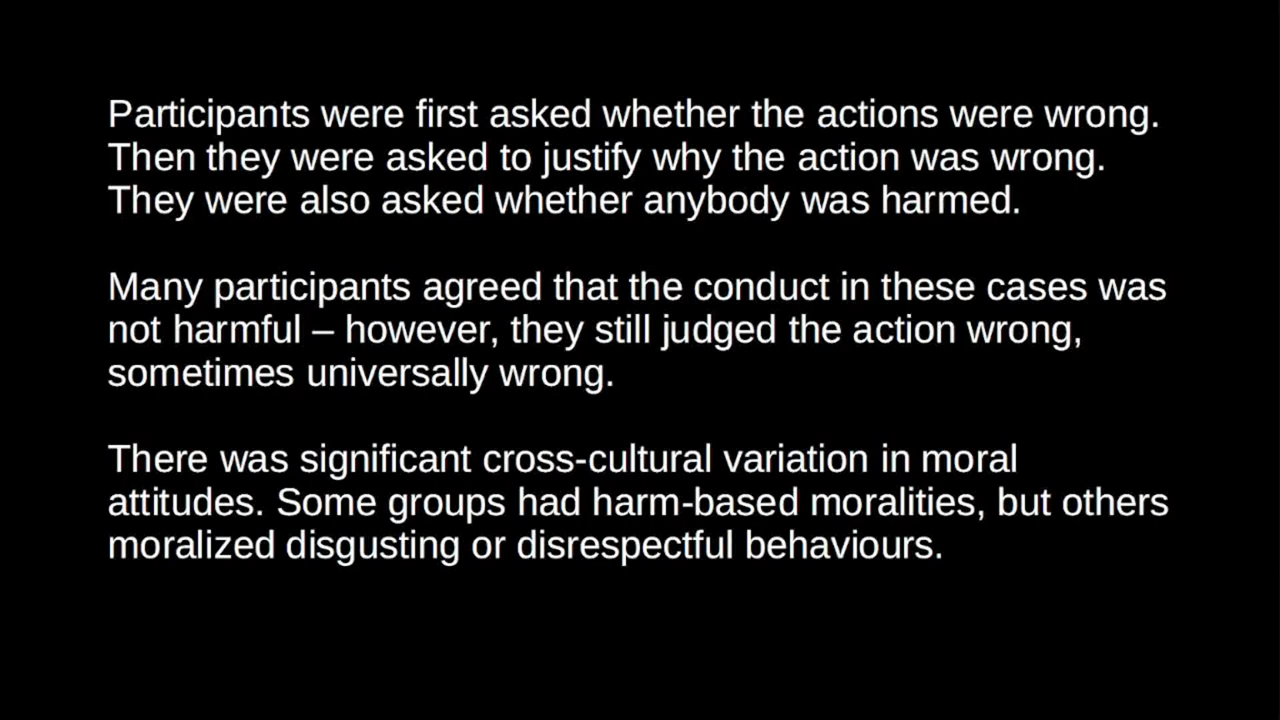 Participants were first asked whether the actions were wrong.
Then they were asked to justify why the action was wrong.
They were also asked whether anybody was harmed.
Many participants agreed that the conduct in these cases was
not harmful – however, they still judged the action wrong,
sometimes universally wrong.
There was significant cross-cultural variation in moral
attitudes. Some groups had harm-based moralities, but others
moralized disgusting or disrespectful behaviours.